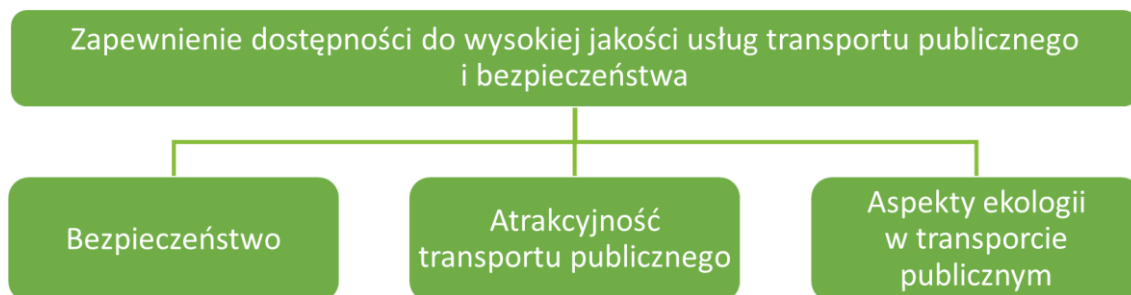 Zapewnienie dostępności do wysokiej jakości usług transportu publicznego
i bezpieczeństwa
Bezpieczeństwo
Atrakcyjność
transportu publicznego
Aspekty ekologii
w transporcie
publicznym